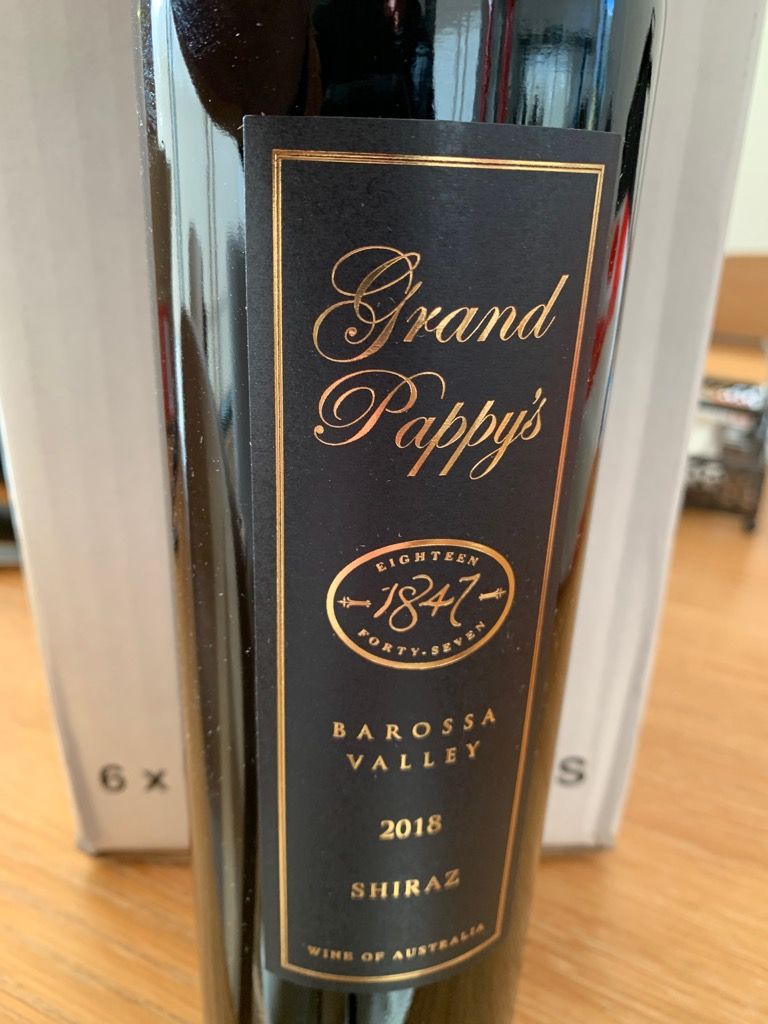 Grand
Pappy's
EIGHTEEN
1847
FORTY-SEVEN
BAROSSA
VALLEY
2018
SHIRAZ
WINE OF AUSTRALIA
6 x
S